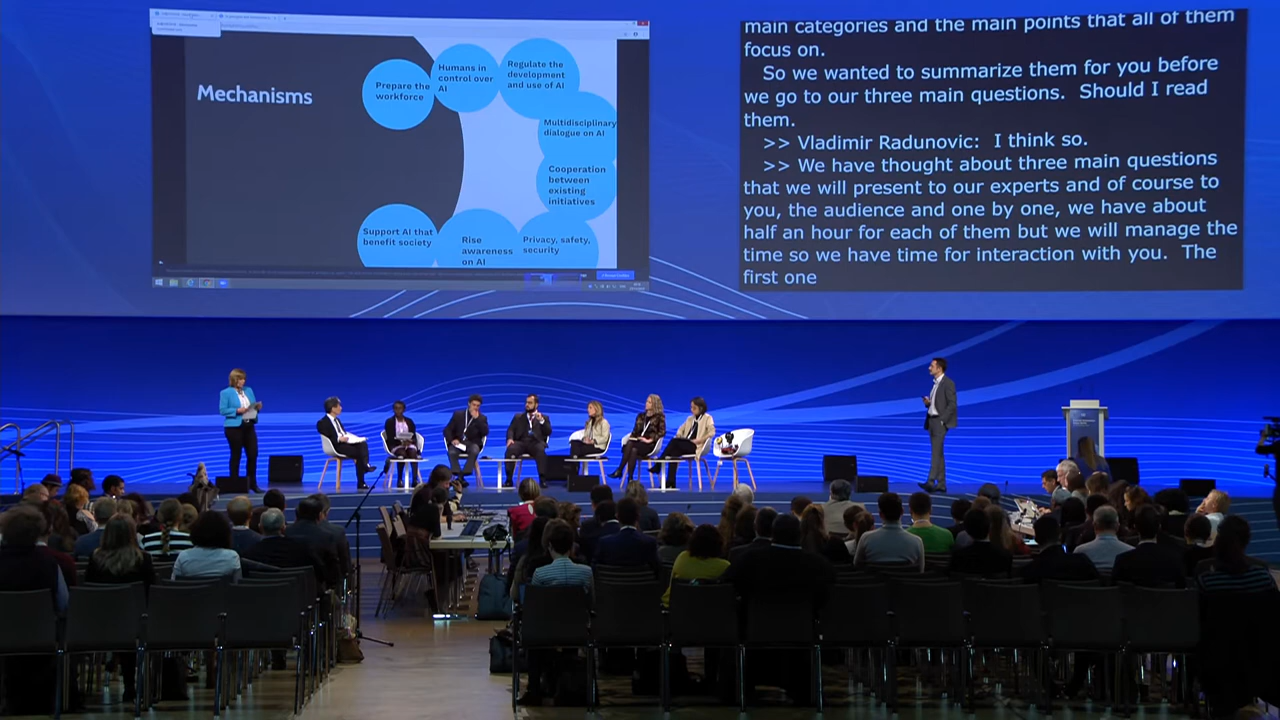 Mechanisms
Prepare the
workforce
Humans in
control over
AI
Regulate the
development
and use of AI
Multidisciplinary
dialogue on AI
Cooperation
between
existing
initiatives
Privacy, safety,
security
Rise
awareness
on AI
Support AI that
benefit society
main categories and the main points that all of them
focus on.
So we wanted to summarize them for you before
we go to our three main questions. Should I read
them.
>> Vladimir Radunovic: I think so.
>> We have thought about three main questions
that we will present to our experts and of course to
you, the audience and one by one, we have about
half an hour for each of them but we will manage the
time so we have time for interaction with you. The
first one